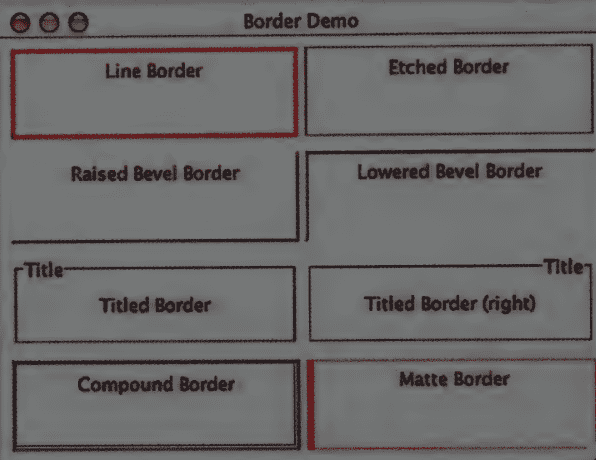 Border Demo
Line Border
Etched Border
Raised Bevel Border
Lowered Bevel Border
Title
Title
Titled Border
Titled Border (right)
Compound Border
Matte Border